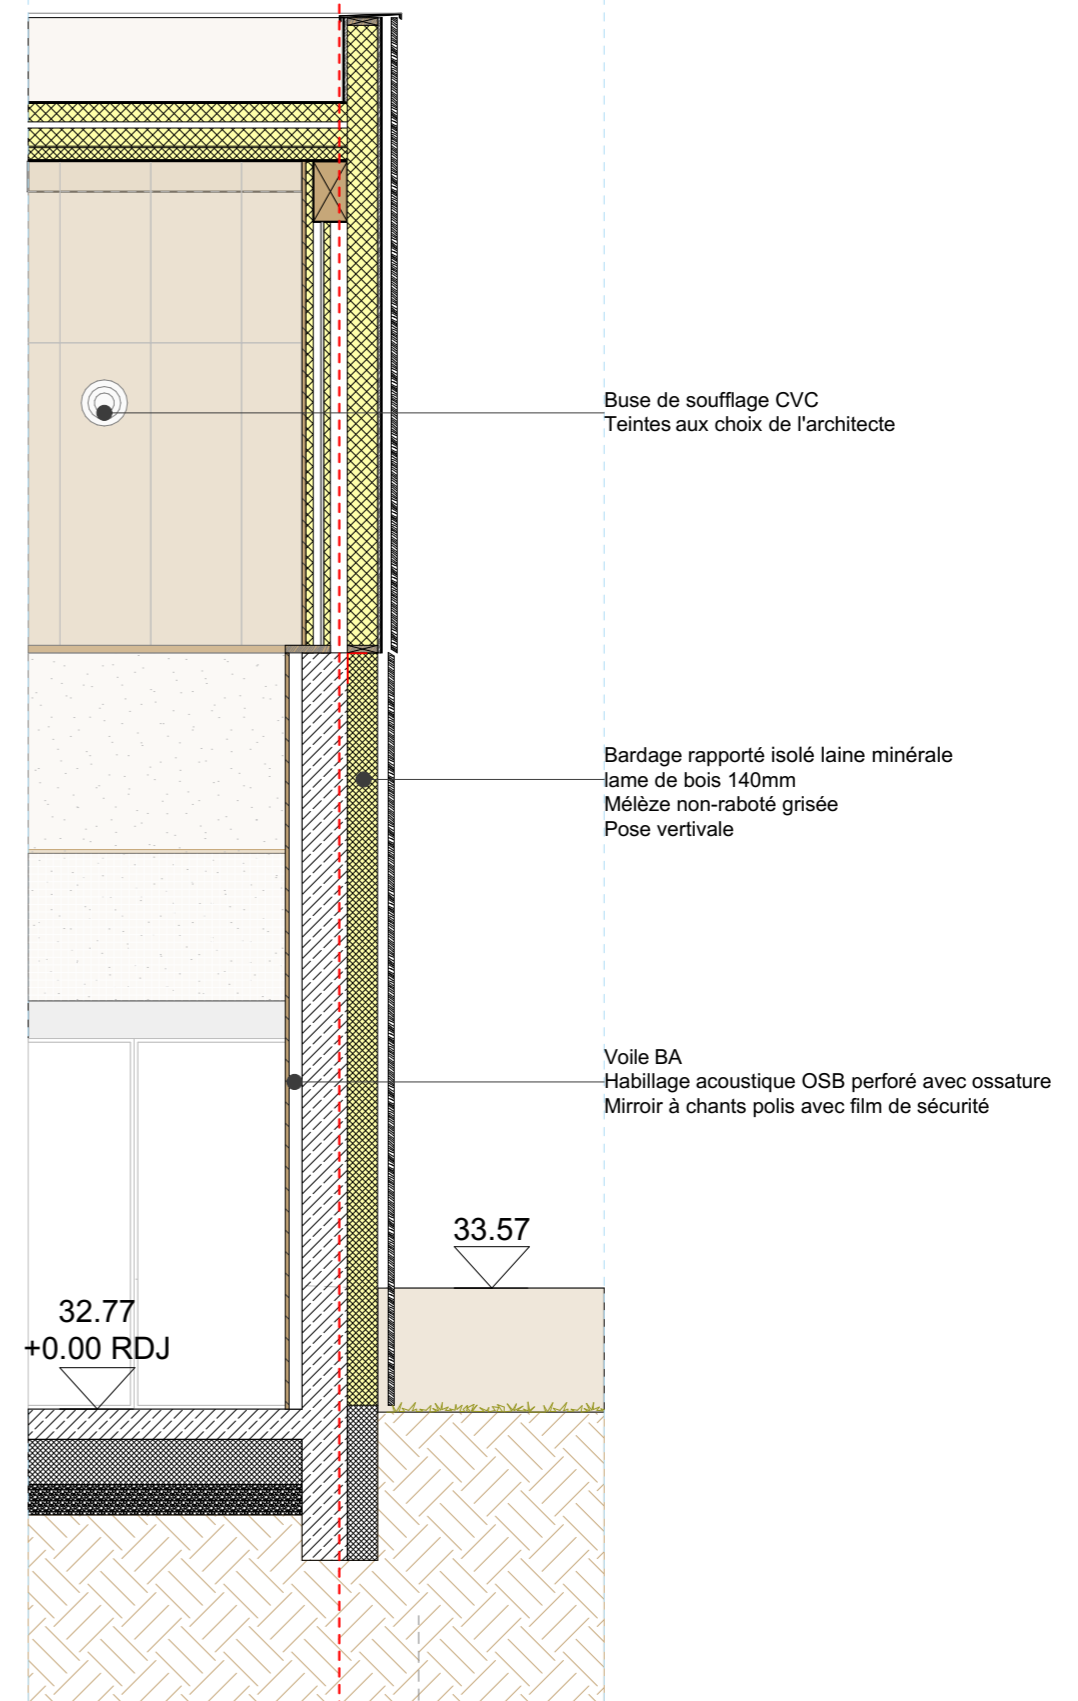 Buse de soufflage CVC
Teintes aux choix de l'architecte
Bardage rapporté isolé laine minérale
lame de bois 140mm
Mélèze non-raboté grisée
Pose vertivale
Voile BA
Habillage acoustique OSB perforé avec ossature
Mirroir à chants polis avec film de sécurité
33.57
32.77
+0.00 RDJ